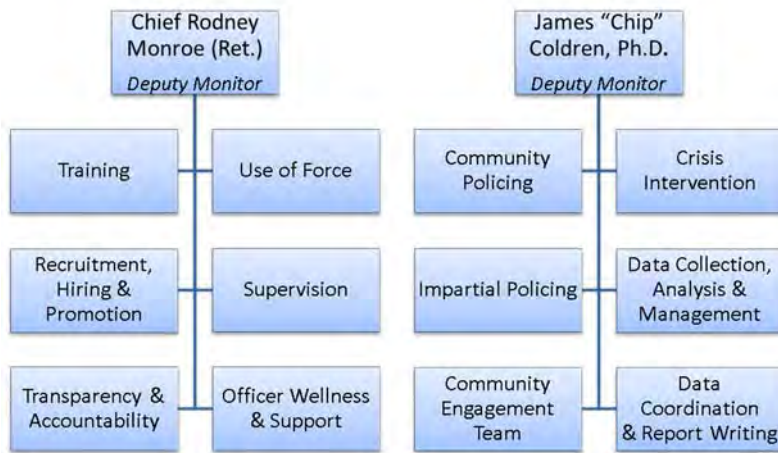 Chief Rodney
Monroe (Ret.)
Deputy Monitor
Training
Use of Force
Recruitment,
Hiring &
Promotion
Supervision
Transparency &
Accountability
Officer Wellness
& Support
James “Chip”
Coldren, Ph.D.
Deputy Monitor
Community
Policing
Crisis
Intervention
Impartial Policing
Data Collection,
Analysis &
Management
Community
Engagement
Team
Data
Coordination
& Report Writing